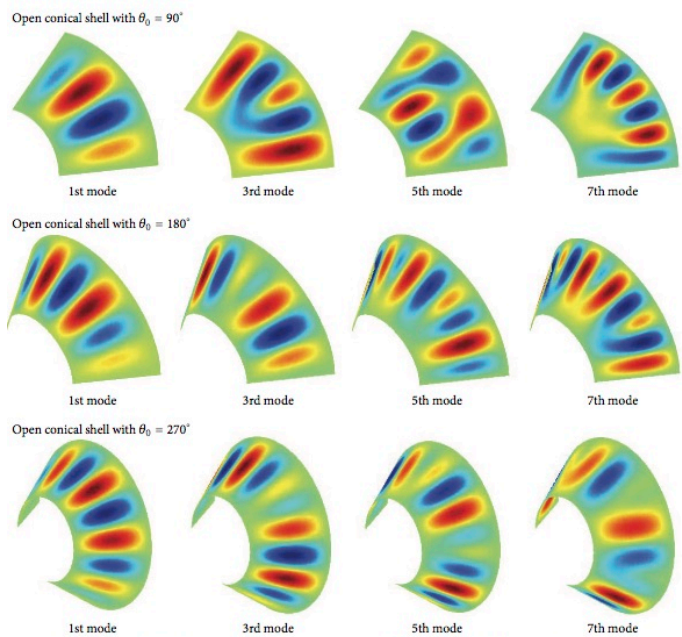 Open conical shell with θ₀ = 90°
1st mode 3rd mode 5th mode 7th mode
Open conical shell with θ₀ = 180°
1st mode 3rd mode 5th mode 7th mode
Open conical shell with θ₀ = 270°
1st mode 3rd mode 5th mode 7th mode